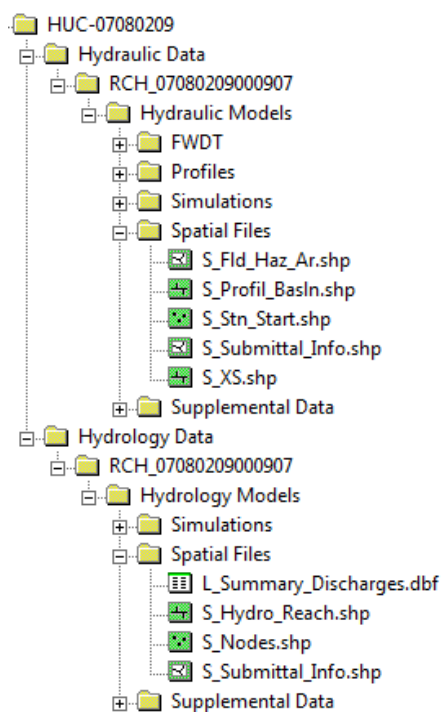 HUC-07080209
Hydraulic Data
RCH_07080209000907
Hydraulic Models
FWDT
Profiles
Simulations
Spatial Files
S_Fld_Haz_Ar.shp
S_Profil_Basln.shp
S_Stn_Start.shp
S_Submittal_Info.shp
S_XS.shp
Supplemental Data
Hydrology Data
RCH_07080209000907
Hydrology Models
Simulations
Spatial Files
L_Summary_Discharges.dbf
S_Hydro_Reach.shp
S_Nodes.shp
S_Submittal_Info.shp
Supplemental Data